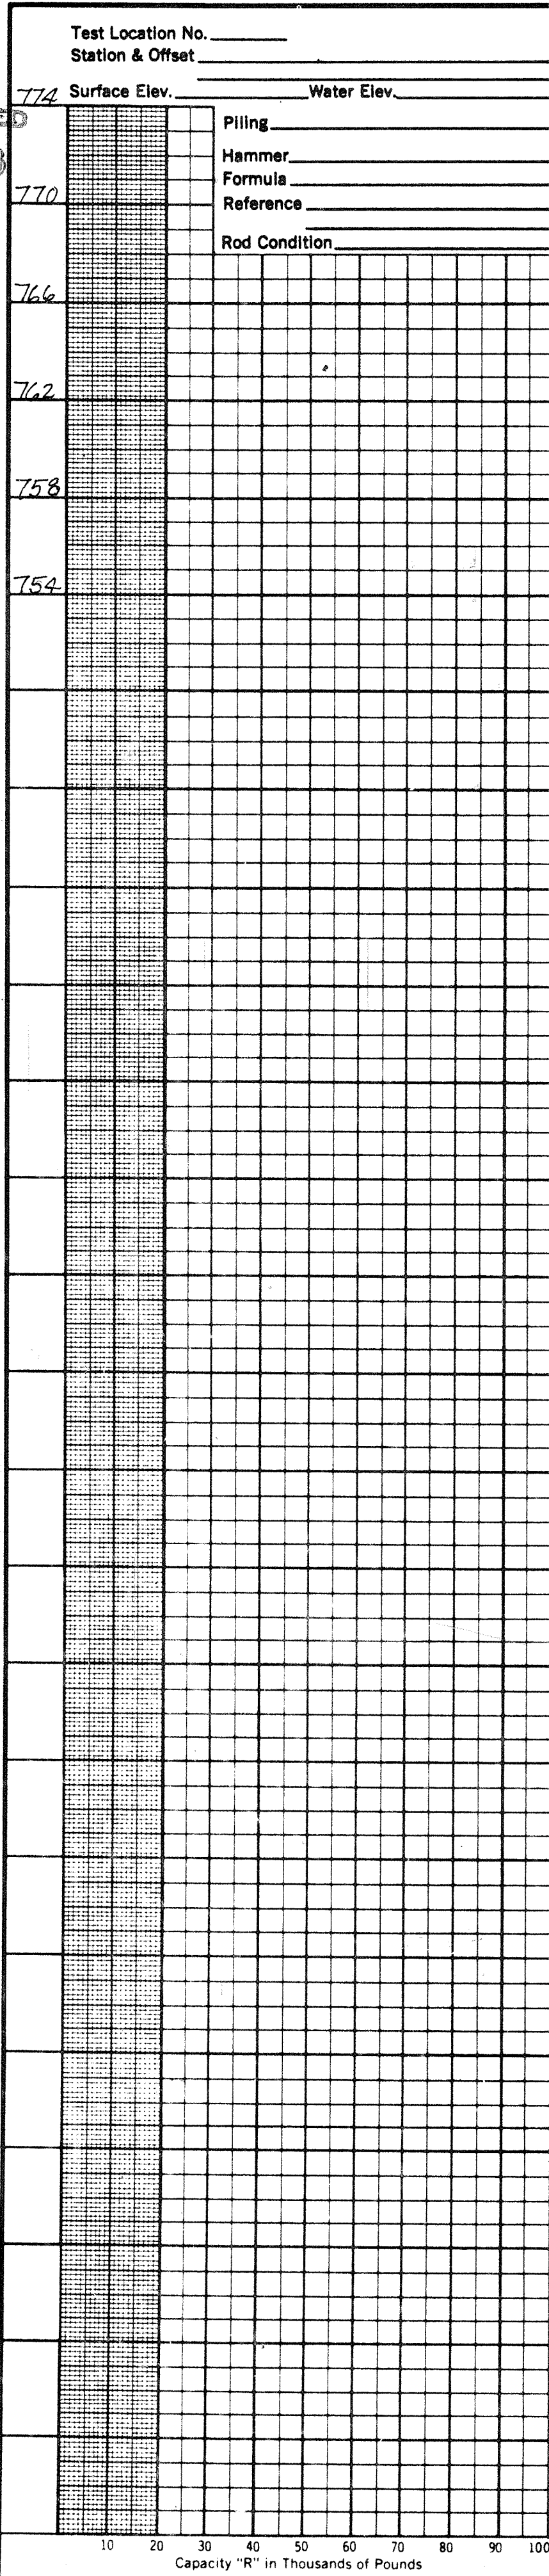 Test Location No.
Station & Offset
Surface Elev. Water Elev.
774
Piling
Hammer
Formula
770
Reference
Rod Condition
766
762
758
754
10 20 30 40 50 60 70 80 90 100
Capacity "R" in Thousands of Pounds